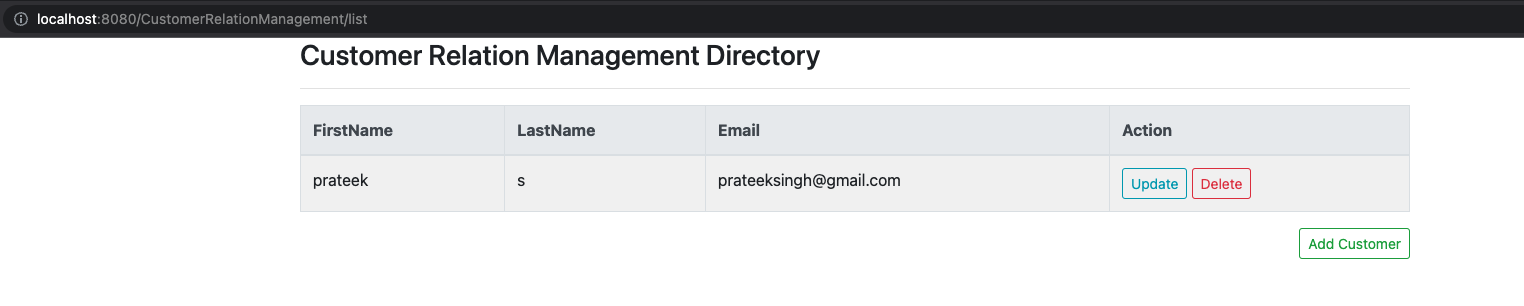 localhost:8080/CustomerRelationManagement/list
Customer Relation Management Directory
FirstName LastName Email Action
prateek s prateeksingh@gmail.com Update Delete
Add Customer